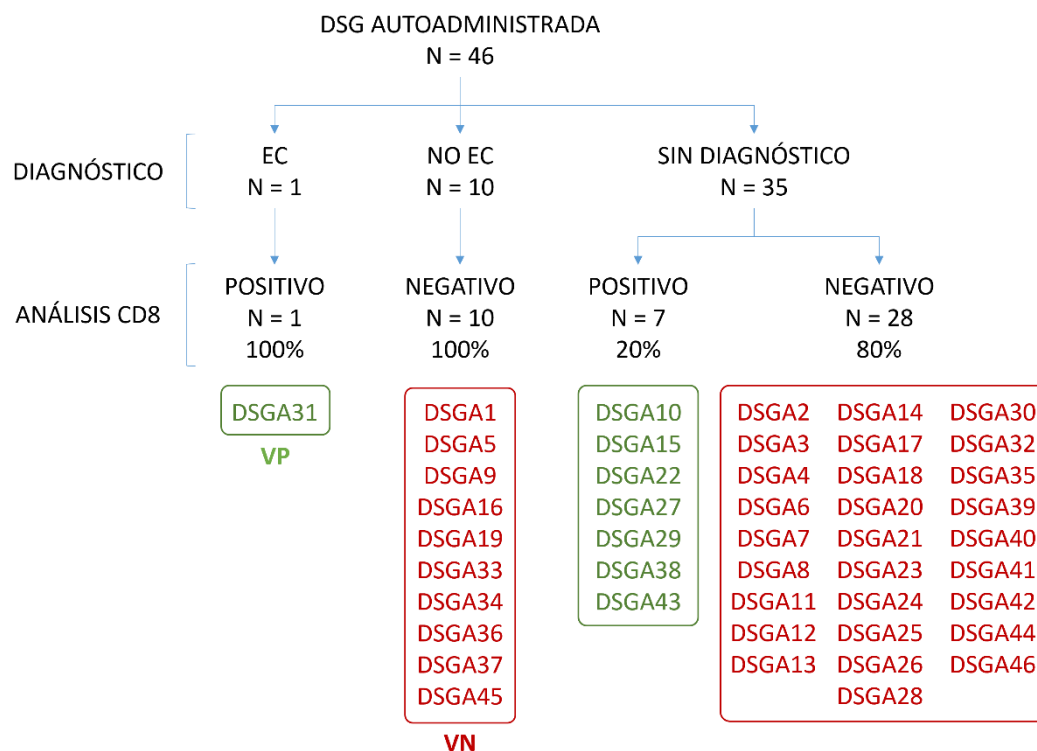 DSG AUTOADMINISTRADA
N = 46
DIAGNÓSTICO
EC
N = 1
NO EC
N = 10
SIN DIAGNÓSTICO
N = 35
ANÁLISIS CD8
POSITIVO
N = 1
100%
NEGATIVO
N = 10
100%
POSITIVO
N = 7
20%
NEGATIVO
N = 28
80%
DSGA31
VP
DSGA1
DSGA5
DSGA9
DSGA16
DSGA19
DSGA33
DSGA34
DSGA36
DSGA37
DSGA45
VN
DSGA10
DSGA15
DSGA22
DSGA27
DSGA29
DSGA38
DSGA43
DSGA2 DSGA14 DSGA30
DSGA3 DSGA17 DSGA32
DSGA4 DSGA18 DSGA35
DSGA6 DSGA20 DSGA39
DSGA7 DSGA21 DSGA40
DSGA8 DSGA23 DSGA41
DSGA11 DSGA24 DSGA42
DSGA12 DSGA25 DSGA44
DSGA13 DSGA26 DSGA46
DSGA28